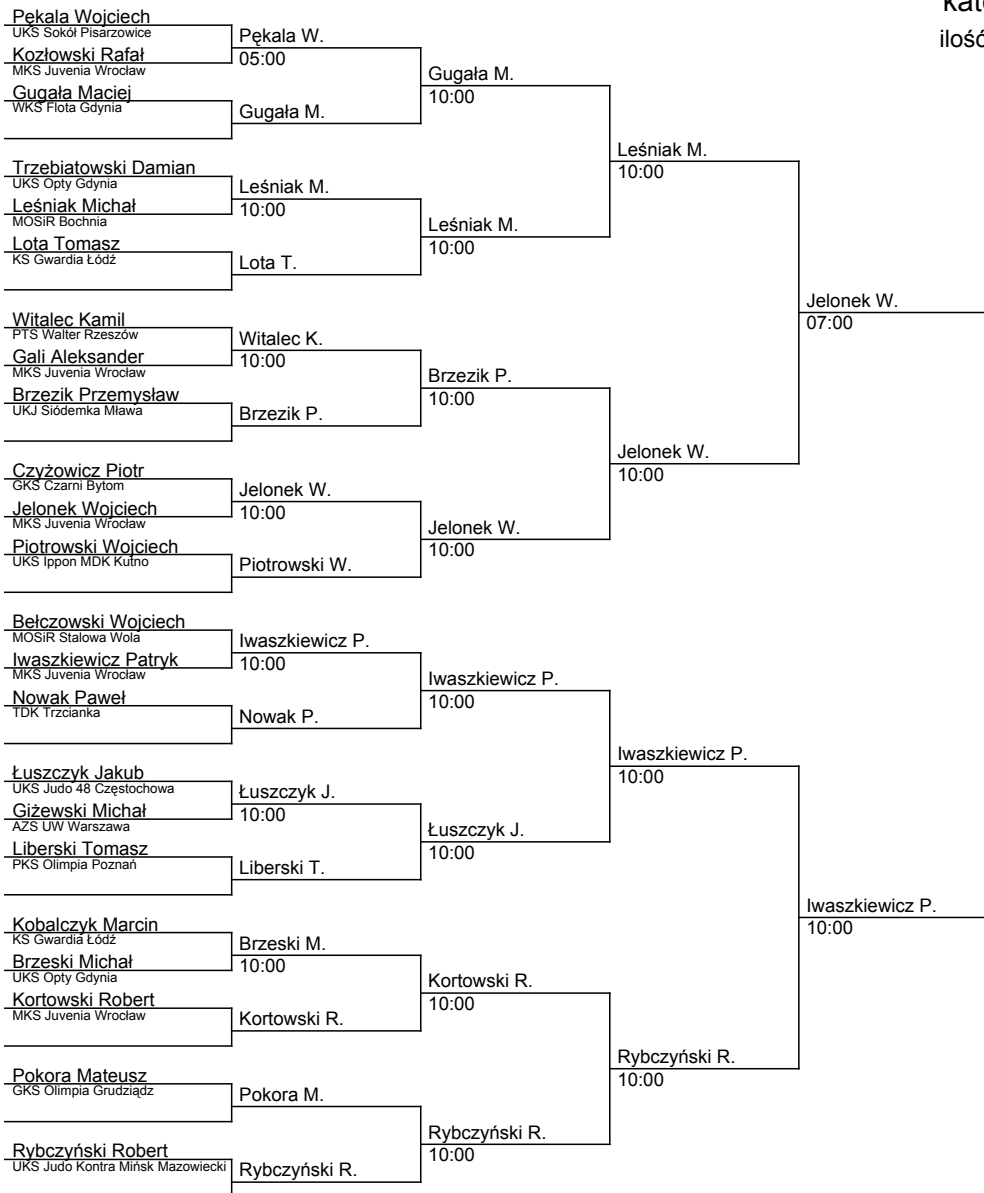 kate
ilość
Pękala Wojciech
UKS Sokół Pisarzowice
Kozłowski Rafał
MKS Juvenia Wrocław
Gugała Maciej
WKS Flota Gdynia
Trzebiatowski Damian
UKS Opty Gdynia
Leśniak Michał
MOSiR Bochnia
Lota Tomasz
KS Gwardia Łódź
Witalec Kamil
PTS Walter Rzeszów
Gali Aleksander
MKS Juvenia Wrocław
Brzezik Przemysław
UKJ Siódemka Mława
Czyżowicz Piotr
GKS Czarni Bytom
Jelonek Wojciech
MKS Juvenia Wrocław
Piotrowski Wojciech
UKS Ippon MDK Kutno
Bełczowski Wojciech
MOSiR Stalowa Wola
Iwaszkiewicz Patryk
MKS Juvenia Wrocław
Nowak Paweł
TDK Trzcianka
Łuszczyk Jakub
UKS Judo 48 Częstochowa
Giżewski Michał
AZS UW Warszawa
Liberski Tomasz
PKS Olimpia Poznań
Kobalczyk Marcin
KS Gwardia Łódź
Brzeski Michał
UKS Opty Gdynia
Kortowski Robert
MKS Juvenia Wrocław
Pokora Mateusz
GKS Olimpia Grudziądz
Rybczyński Robert
UKS Judo Kontra Mińsk Mazowiecki
Pękala W.
05:00
Gugała M.
Leśniak M.
10:00
Lota T.
Witalec K.
10:00
Brzezik P.
Jelonek W.
10:00
Piotrowski W.
Iwaszkiewicz P.
10:00
Nowak P.
Łuszczyk J.
10:00
Liberski T.
Brzeski M.
10:00
Kortowski R.
Pokora M.
Rybczyński R.
Gugała M.
10:00
Leśniak M.
10:00
Brzezik P.
10:00
Jelonek W.
10:00
Iwaszkiewicz P.
10:00
Łuszczyk J.
10:00
Kortowski R.
10:00
Rybczyński R.
10:00
Leśniak M.
10:00
Jelonek W.
10:00
Iwaszkiewicz P.
10:00
Rybczyński R.
10:00
Jelonek W.
07:00
Iwaszkiewicz P.
10:00